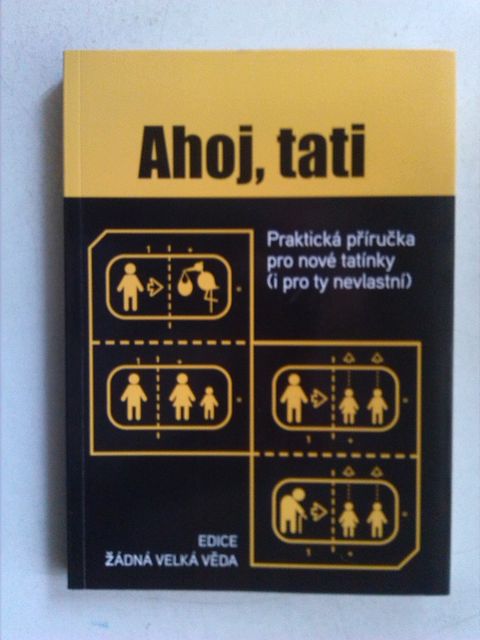 Ahoj, tati
Praktická příručka
pro nové tatínky
(i pro ty nevlastní)
EDICE
ŽÁDNÁ VELKÁ VĚDA